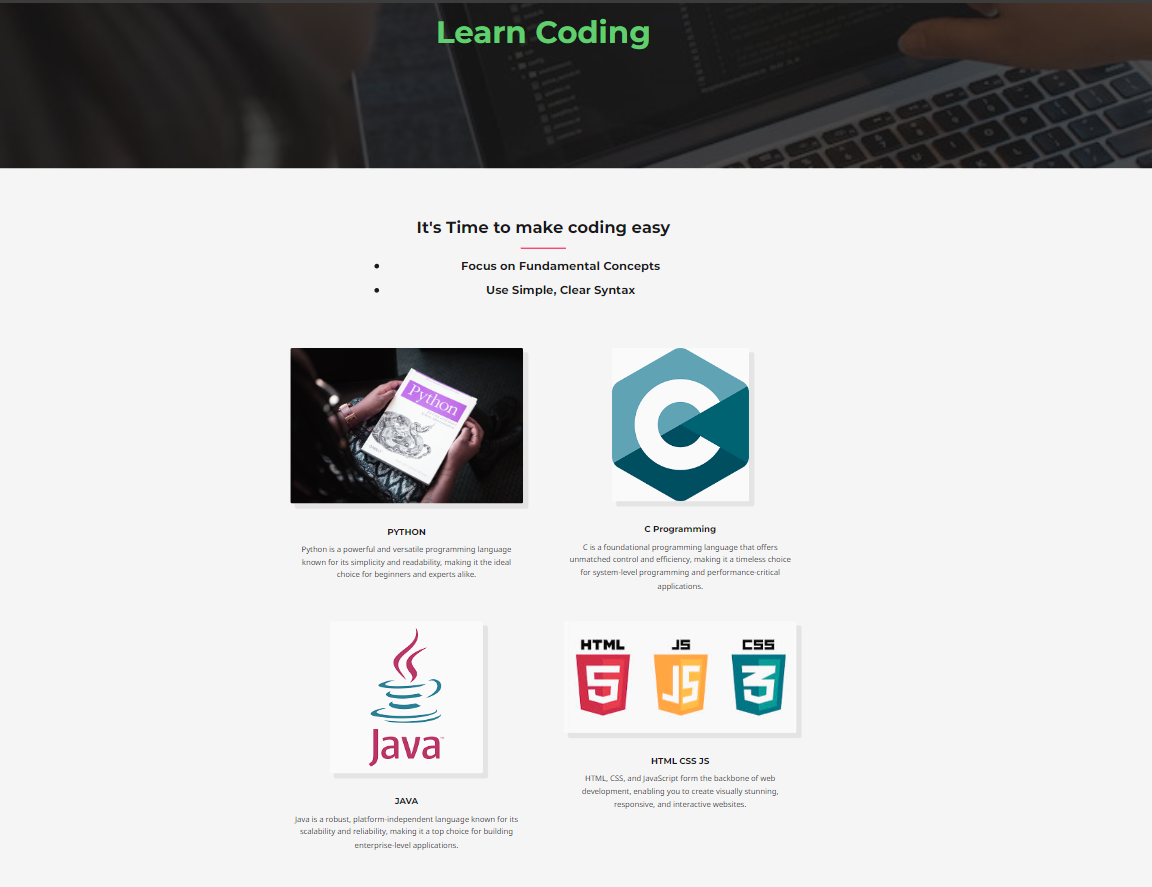 Learn Coding
It's Time to make coding easy
• Focus on Fundamental Concepts
• Use Simple, Clear Syntax
Python
PYTHON
Python is a powerful and versatile programming language
known for its simplicity and readability, making it the ideal
choice for beginners and experts alike.
C
C Programming
C is a foundational programming language that offers
unmatched control and efficiency, making it a timeless choice
for system-level programming and performance-critical
applications.
Java
JAVA
Java is a robust, platform-independent language known for its
scalability and reliability, making it a top choice for building
enterprise-level applications.
HTML JS CSS
5 JS 3
HTML CSS JS
HTML, CSS, and JavaScript form the backbone of web
development, enabling you to create visually stunning,
responsive, and interactive websites.